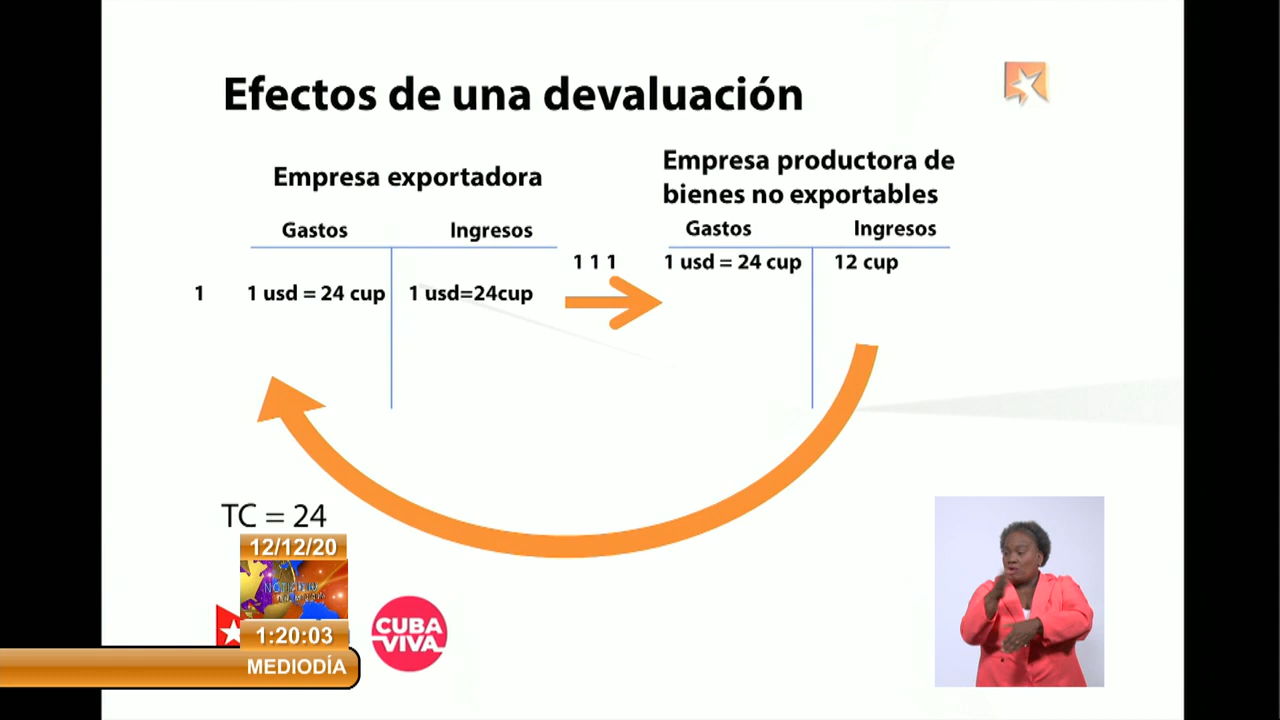 Efectos de una devaluación
Empresa exportadora
Gastos Ingresos
1 1 usd = 24 cup 1 usd=24cup
1 1 1
Empresa productora de
bienes no exportables
Gastos Ingresos
1 usd = 24 cup 12 cup
TC = 24
12/12/20
1:20:03
MEDIODÍA
CUBA
VIVA